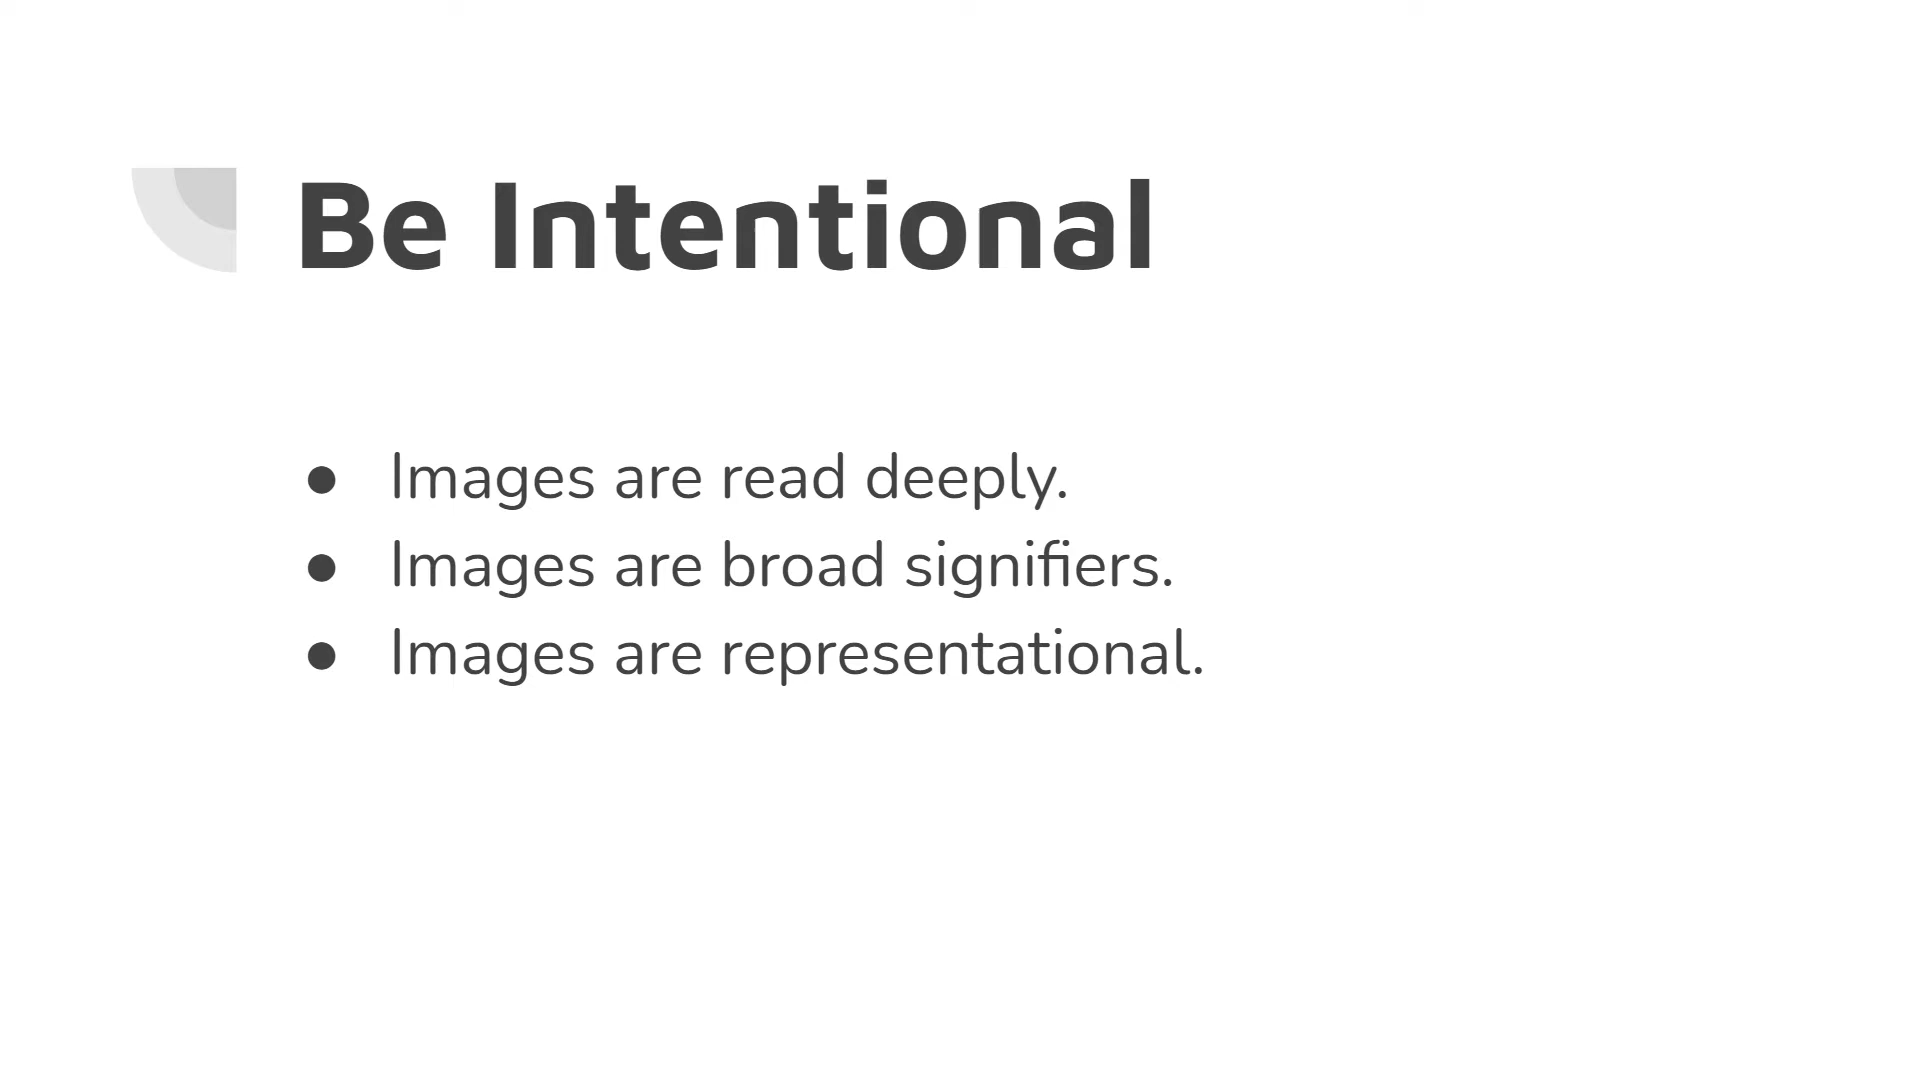 Be Intentional
● Images are read deeply.
● Images are broad signifiers.
● Images are representational.